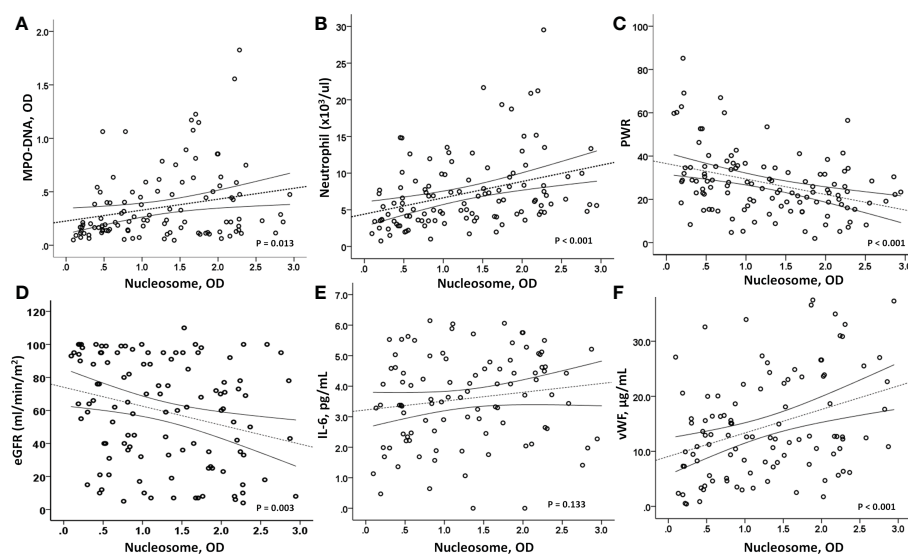 A
MPO-DNA, OD
2.0
1.5
1.0
.5
.0
.0 .5 1.0 1.5 2.0 2.5 3.0
Nucleosome, OD
P = 0.013
B
Neutrophil (x10³/ul)
30
25
20
15
10
5
0
.0 .5 1.0 1.5 2.0 2.5 3.0
Nucleosome, OD
P < 0.001
C
PWR
100
80
60
40
20
0
.0 .5 1.0 1.5 2.0 2.5 3.0
Nucleosome, OD
P < 0.001
D
eGFR (ml/min/m²)
120
100
80
60
40
20
0
.0 .5 1.0 1.5 2.0 2.5 3.0
Nucleosome, OD
P = 0.003
E
IL-6, pg/mL
7.0
6.0
5.0
4.0
3.0
2.0
1.0
.0
.0 .5 1.0 1.5 2.0 2.5 3.0
Nucleosome, OD
P = 0.133
F
vWF, µg/mL
40.0
30.0
20.0
10.0
.0
.0 .5 1.0 1.5 2.0 2.5 3.0
Nucleosome, OD
P < 0.001